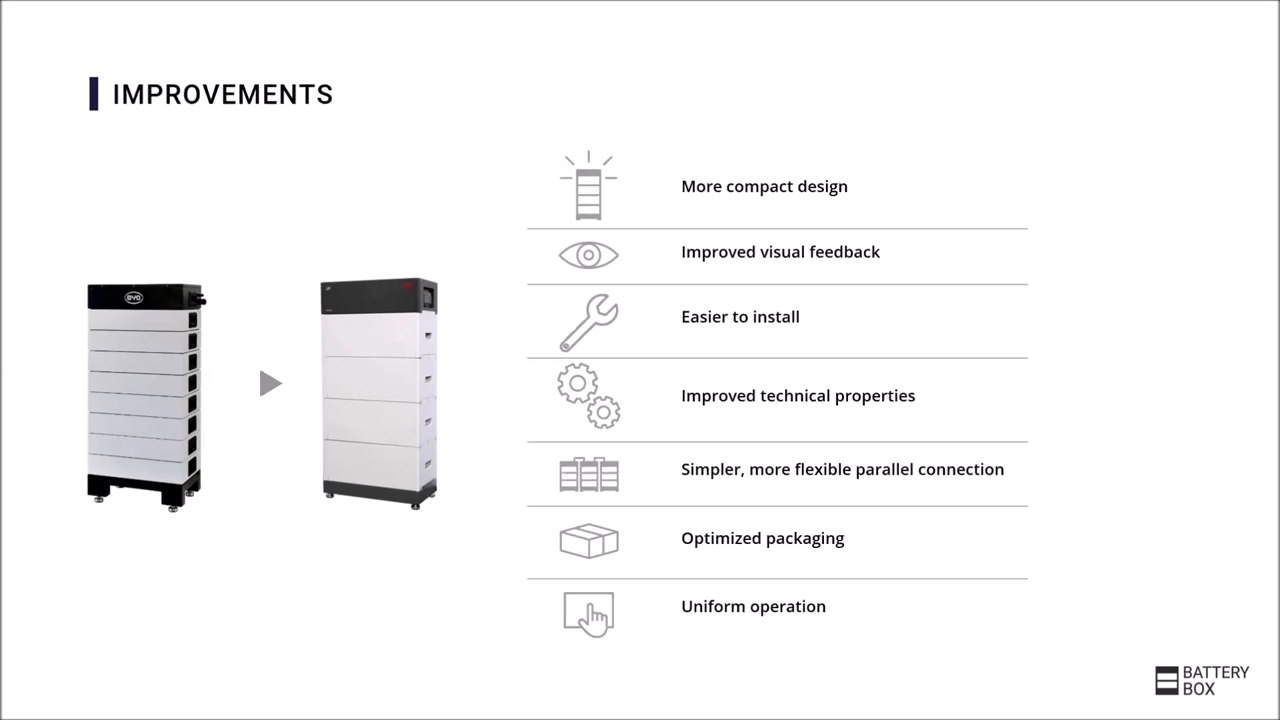 IMPROVEMENTS
More compact design
Improved visual feedback
Easier to install
Improved technical properties
Simpler, more flexible parallel connection
Optimized packaging
Uniform operation
BYD
BATTERY
BOX